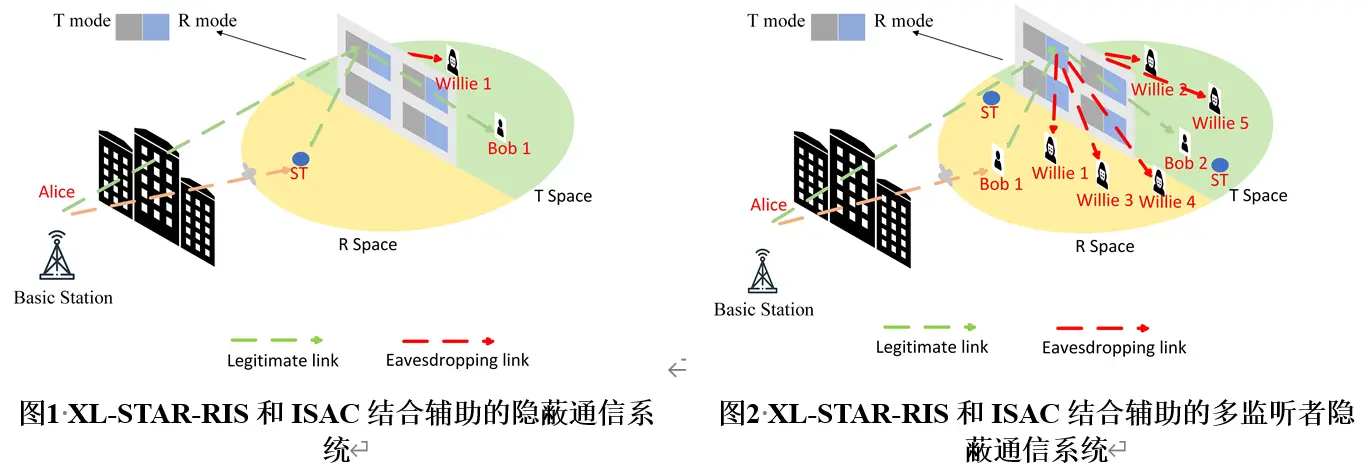 T mode
R mode
Willie 1
Bob 1
ST
Alice
T Space
R Space
Basic Station
Legitimate link
Eavesdropping link
图1·XL-STAR-RIS 和 ISAC 结合辅助的隐蔽通信系
统
T mode
R mode
Willie 2
Willie 5
ST
Bob 2
ST
Bob 1
Willie 1
Willie 3
Willie 4
Alice
T Space
R Space
Basic Station
Legitimate link
Eavesdropping link
图2·XL-STAR-RIS 和 ISAC 结合辅助的多监听者隐
蔽通信系统